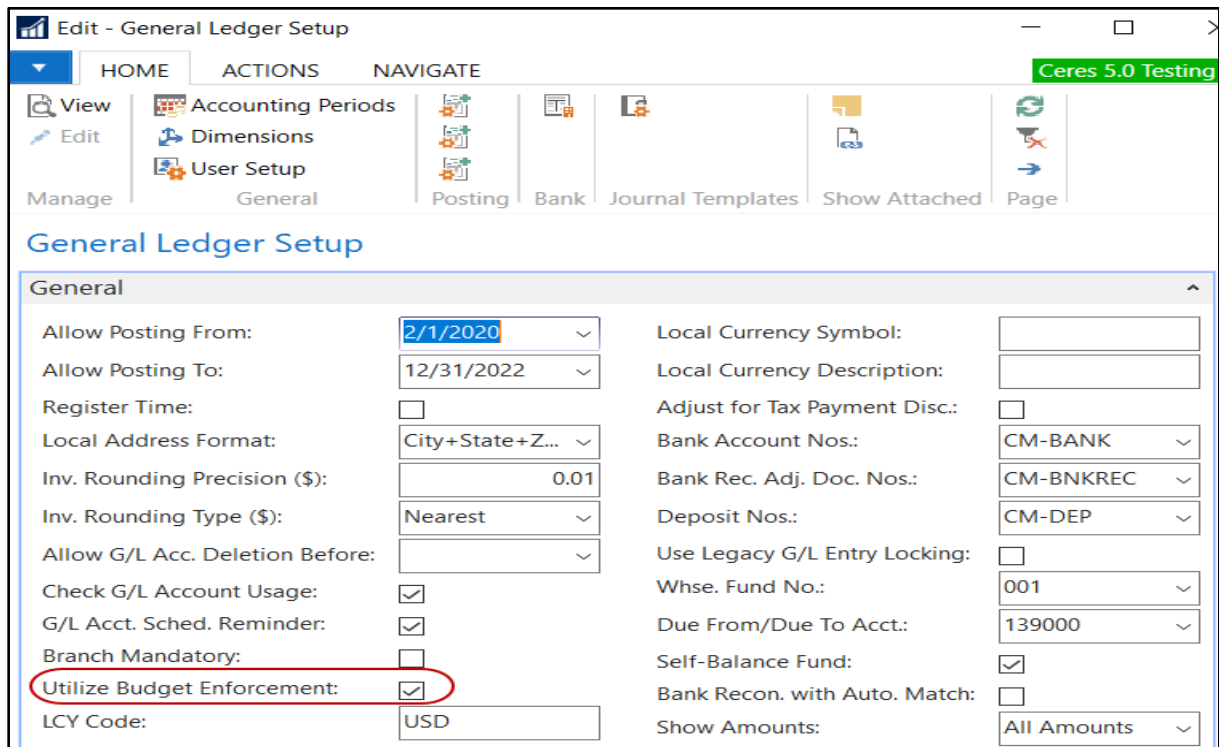 Edit - General Ledger Setup
HOME ACTIONS NAVIGATE
Ceres 5.0 Testing
View
Edit
Manage
Accounting Periods
Dimensions
User Setup
General
Posting
Bank
Journal Templates
Show Attached
Page
General Ledger Setup
General
Allow Posting From: 2/1/2020
Allow Posting To: 12/31/2022
Register Time:
Local Address Format: City+State+Z...
Inv. Rounding Precision ($): 0.01
Inv. Rounding Type ($): Nearest
Allow G/L Acc. Deletion Before:
Check G/L Account Usage:
G/L Acct. Sched. Reminder:
Branch Mandatory:
Utilize Budget Enforcement:
LCY Code: USD
Local Currency Symbol:
Local Currency Description:
Adjust for Tax Payment Disc.:
Bank Account Nos.: CM-BANK
Bank Rec. Adj. Doc. Nos.: CM-BNKREC
Deposit Nos.: CM-DEP
Use Legacy G/L Entry Locking:
Whse. Fund No.: 001
Due From/Due To Acct.: 139000
Self-Balance Fund:
Bank Recon. with Auto. Match:
Show Amounts: All Amounts